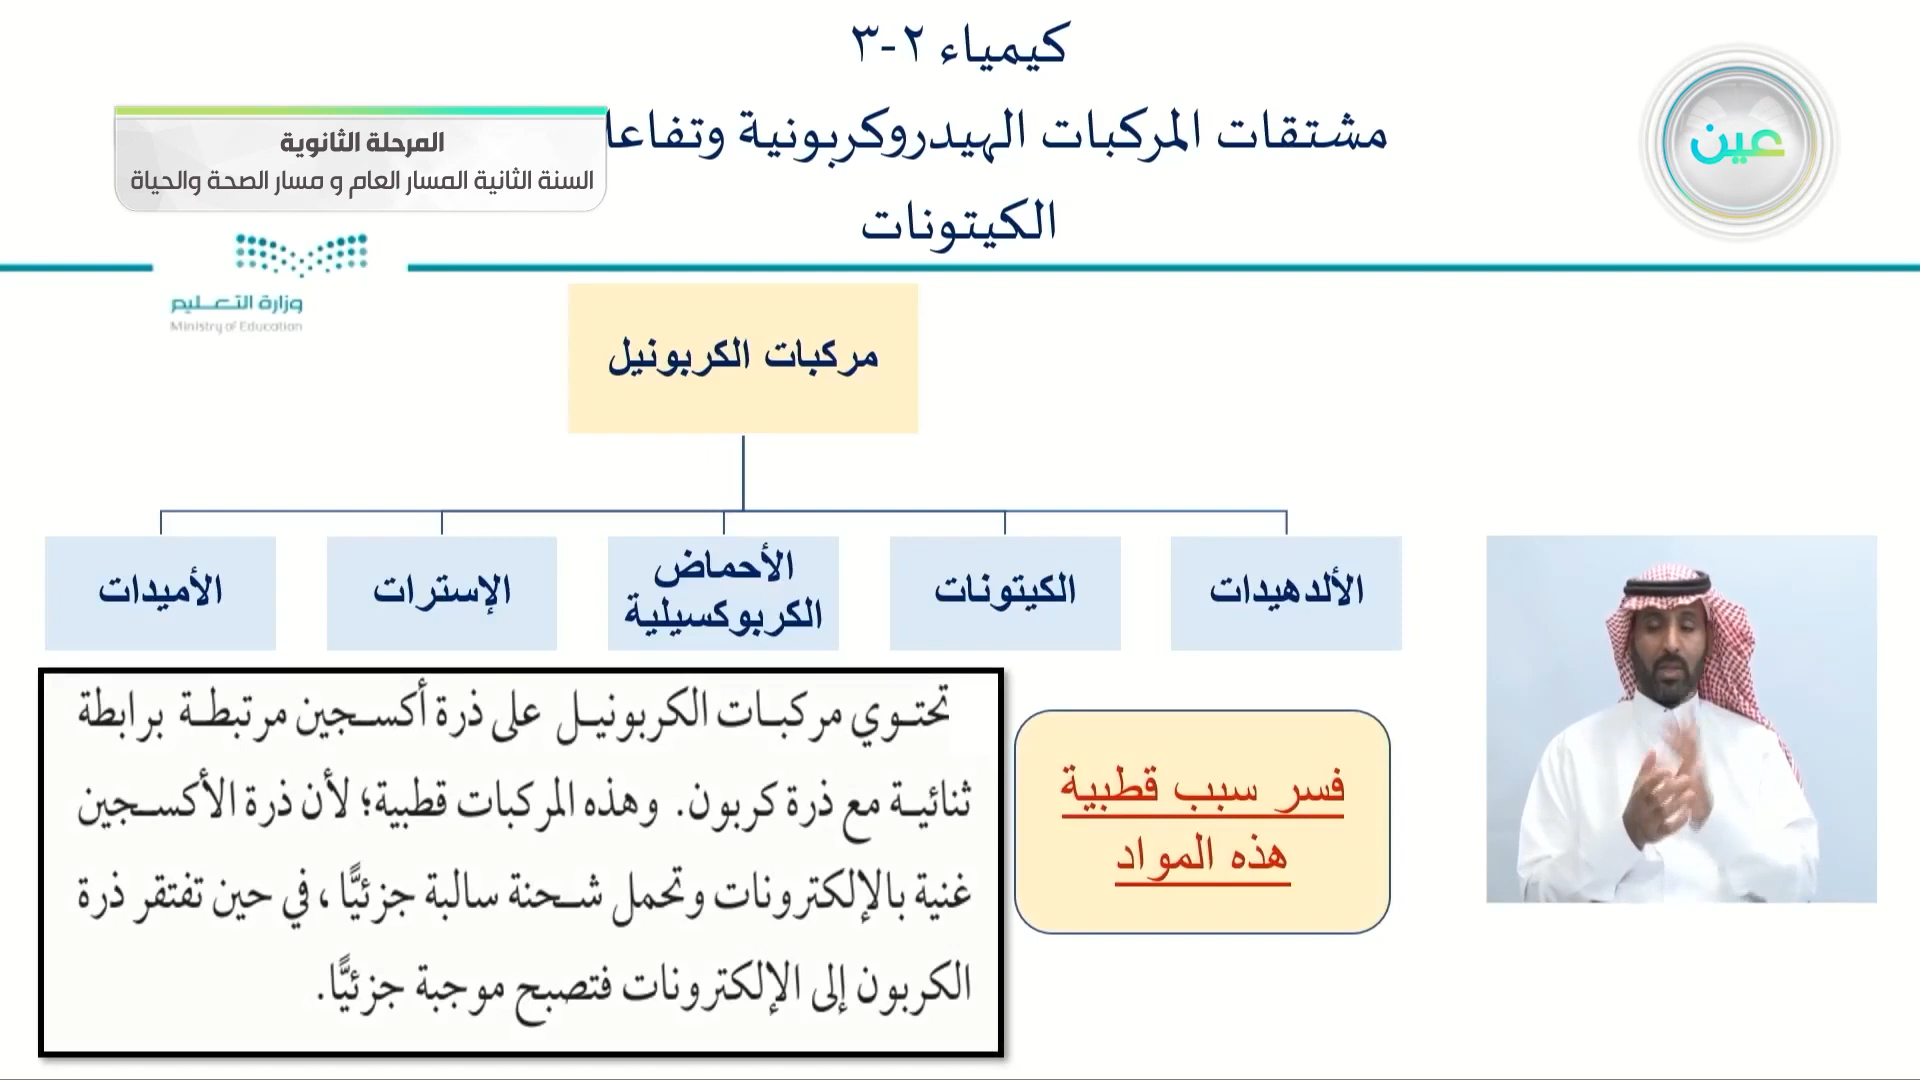 كيمياء ٢-٣
مشتقات المركبات الهيدروكربونية وتفاعا
الكيتونات
عين
المرحلة الثانوية
السنة الثانية المسار العام و مسار الصحة والحياة
وزارة التعليم
Ministry of Education
مركبات الكربونيل
الألدهيدات
الكيتونات
الأحماض
الكربوكسيلية
الإسترات
الأميدات
فسر سبب قطبية
هذه المواد
تحتوي مركبات الكربونيل على ذرة أكسجين مرتبطة برابطة
ثنائية مع ذرة كربون. وهذه المركبات قطبية؛ لأن ذرة الأكسجين
غنية بالإلكترونات وتحمل شحنة سالبة جزئيًّا، في حين تفتقر ذرة
الكربون إلى الإلكترونات فتصبح موجبة جزئيًّا.